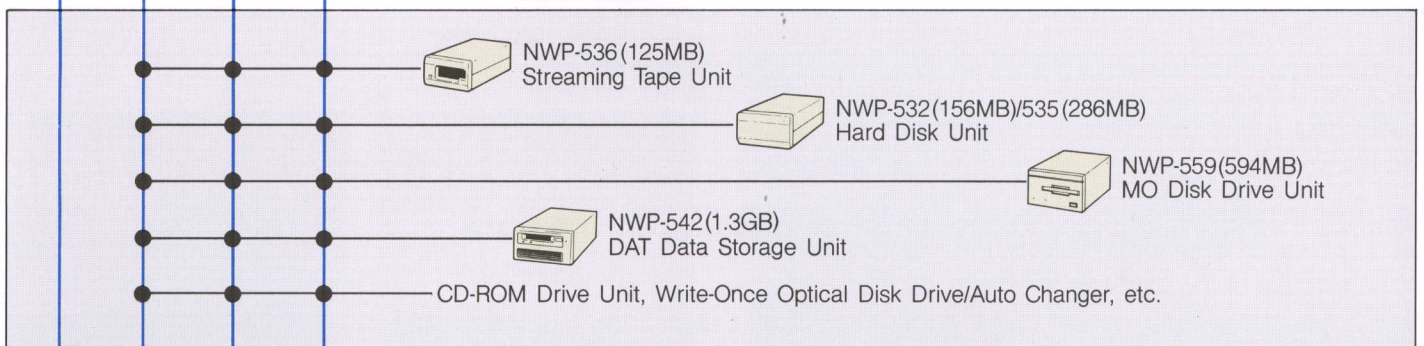 NWP-536(125MB)
Streaming Tape Unit
NWP-532(156MB)/535(286MB)
Hard Disk Unit
NWP-559(594MB)
MO Disk Drive Unit
NWP-542(1.3GB)
DAT Data Storage Unit
CD-ROM Drive Unit, Write-Once Optical Disk Drive/Auto Changer, etc.